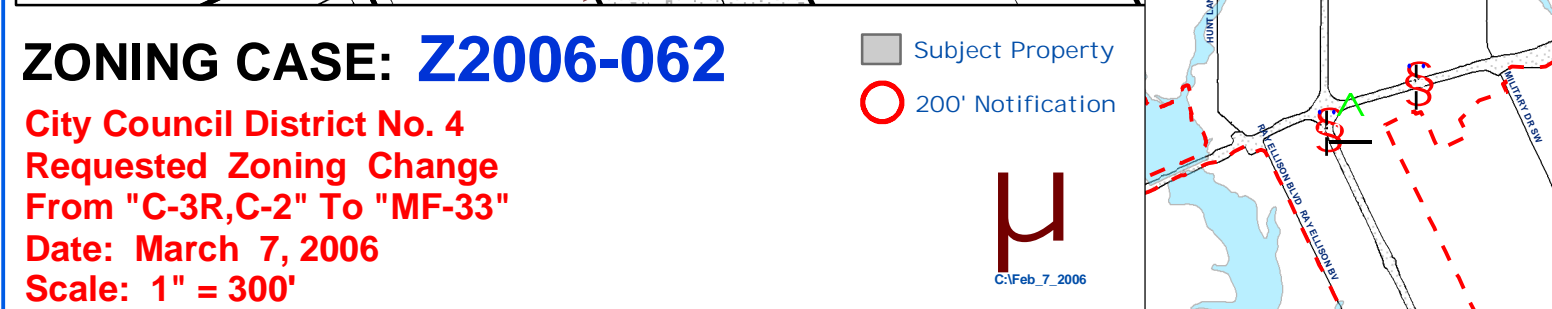 ZONING CASE: Z2006-062
City Council District No. 4
Requested Zoning Change
From "C-3R,C-2" To "MF-33"
Date: March 7, 2006
Scale: 1" = 300'
Subject Property
200' Notification
µ
C:\Feb_7_2006
HUNT LAN
MILITARY DR SW
RAY ELLISON BLVD
RAY ELLISON BV